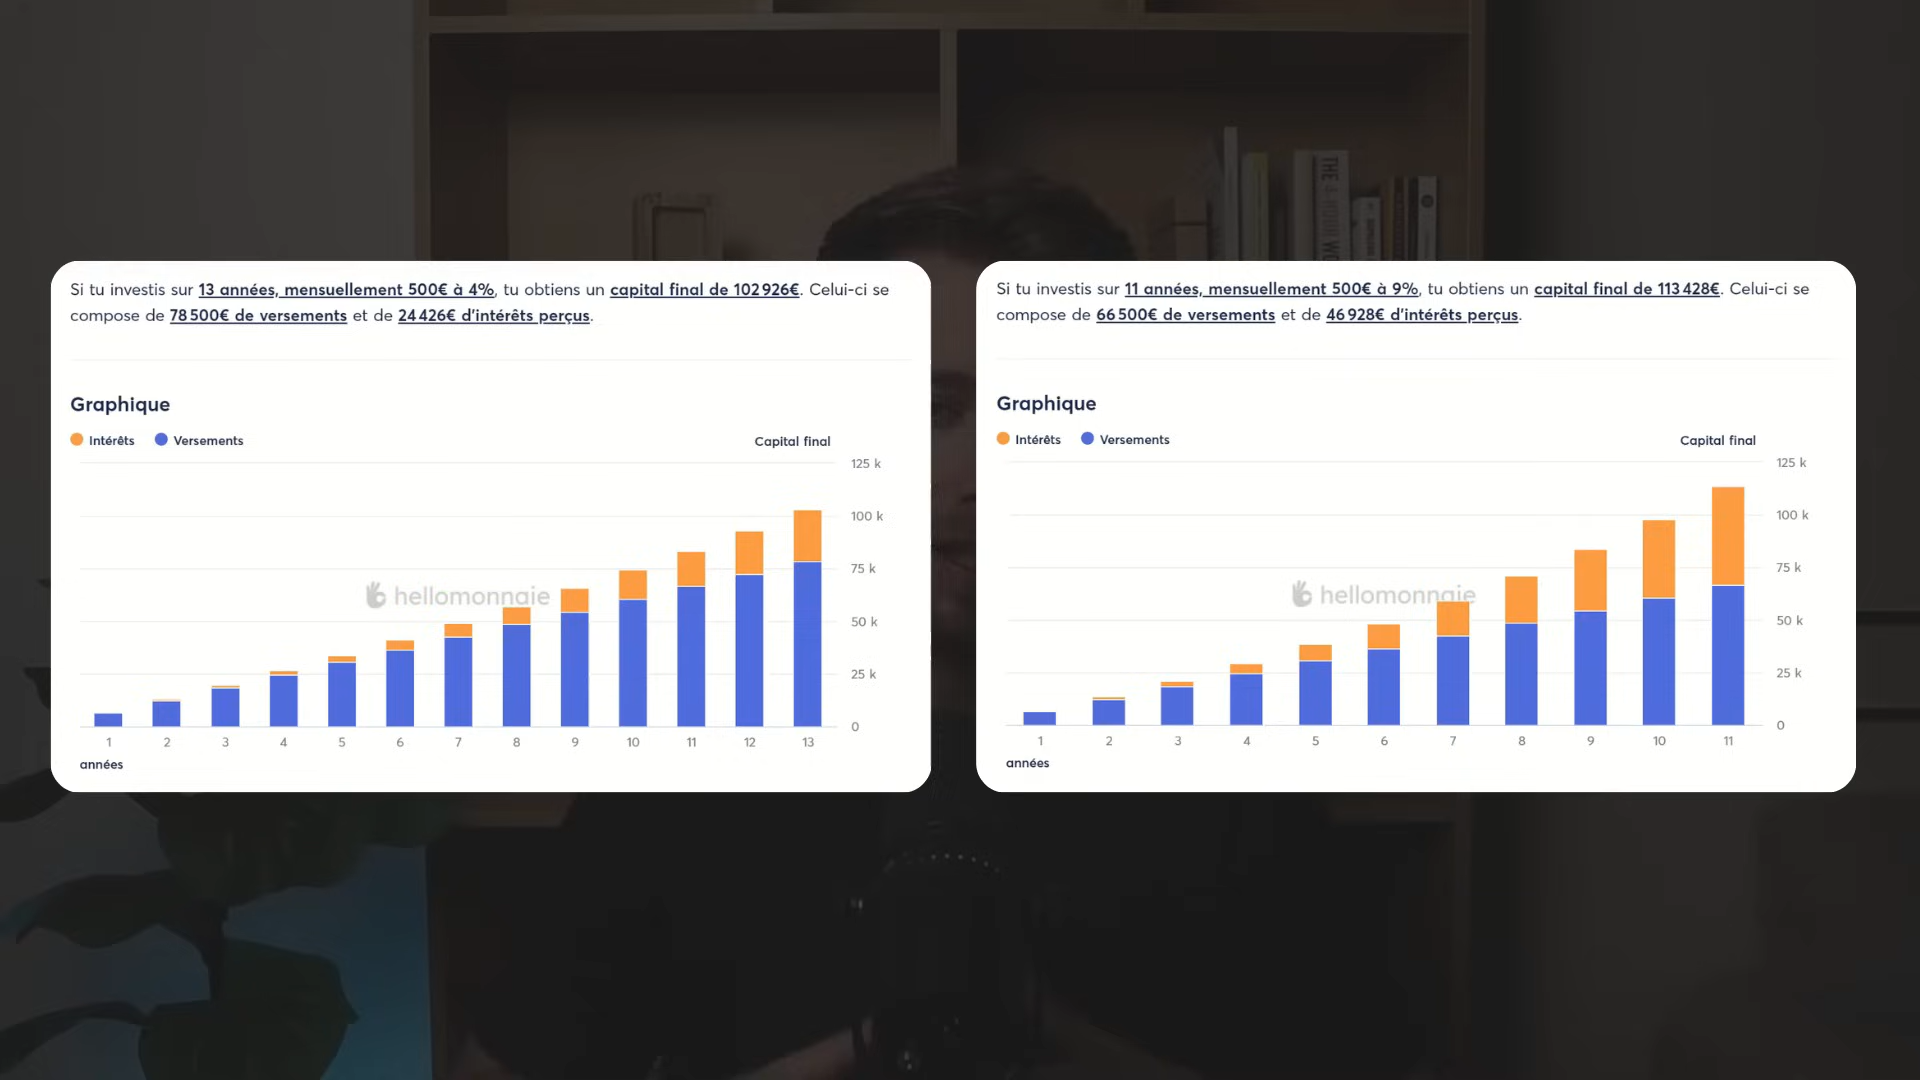 Si tu investis sur 13 années, mensuellement 500€ à 4%, tu obtiens un capital final de 102 926€. Celui-ci se
compose de 78 500€ de versements et de 24 426€ d'intérêts perçus.
Graphique
Intérêts Versements
Capital final
125 k
100 k
75 k
50 k
25 k
0
hellomonnaie
1 2 3 4 5 6 7 8 9 10 11 12 13
années
Si tu investis sur 11 années, mensuellement 500€ à 9%, tu obtiens un capital final de 113 428€. Celui-ci se
compose de 66 500€ de versements et de 46 928€ d'intérêts perçus.
Graphique
Intérêts Versements
Capital final
125 k
100 k
75 k
50 k
25 k
0
hellomonnaie
1 2 3 4 5 6 7 8 9 10 11
années